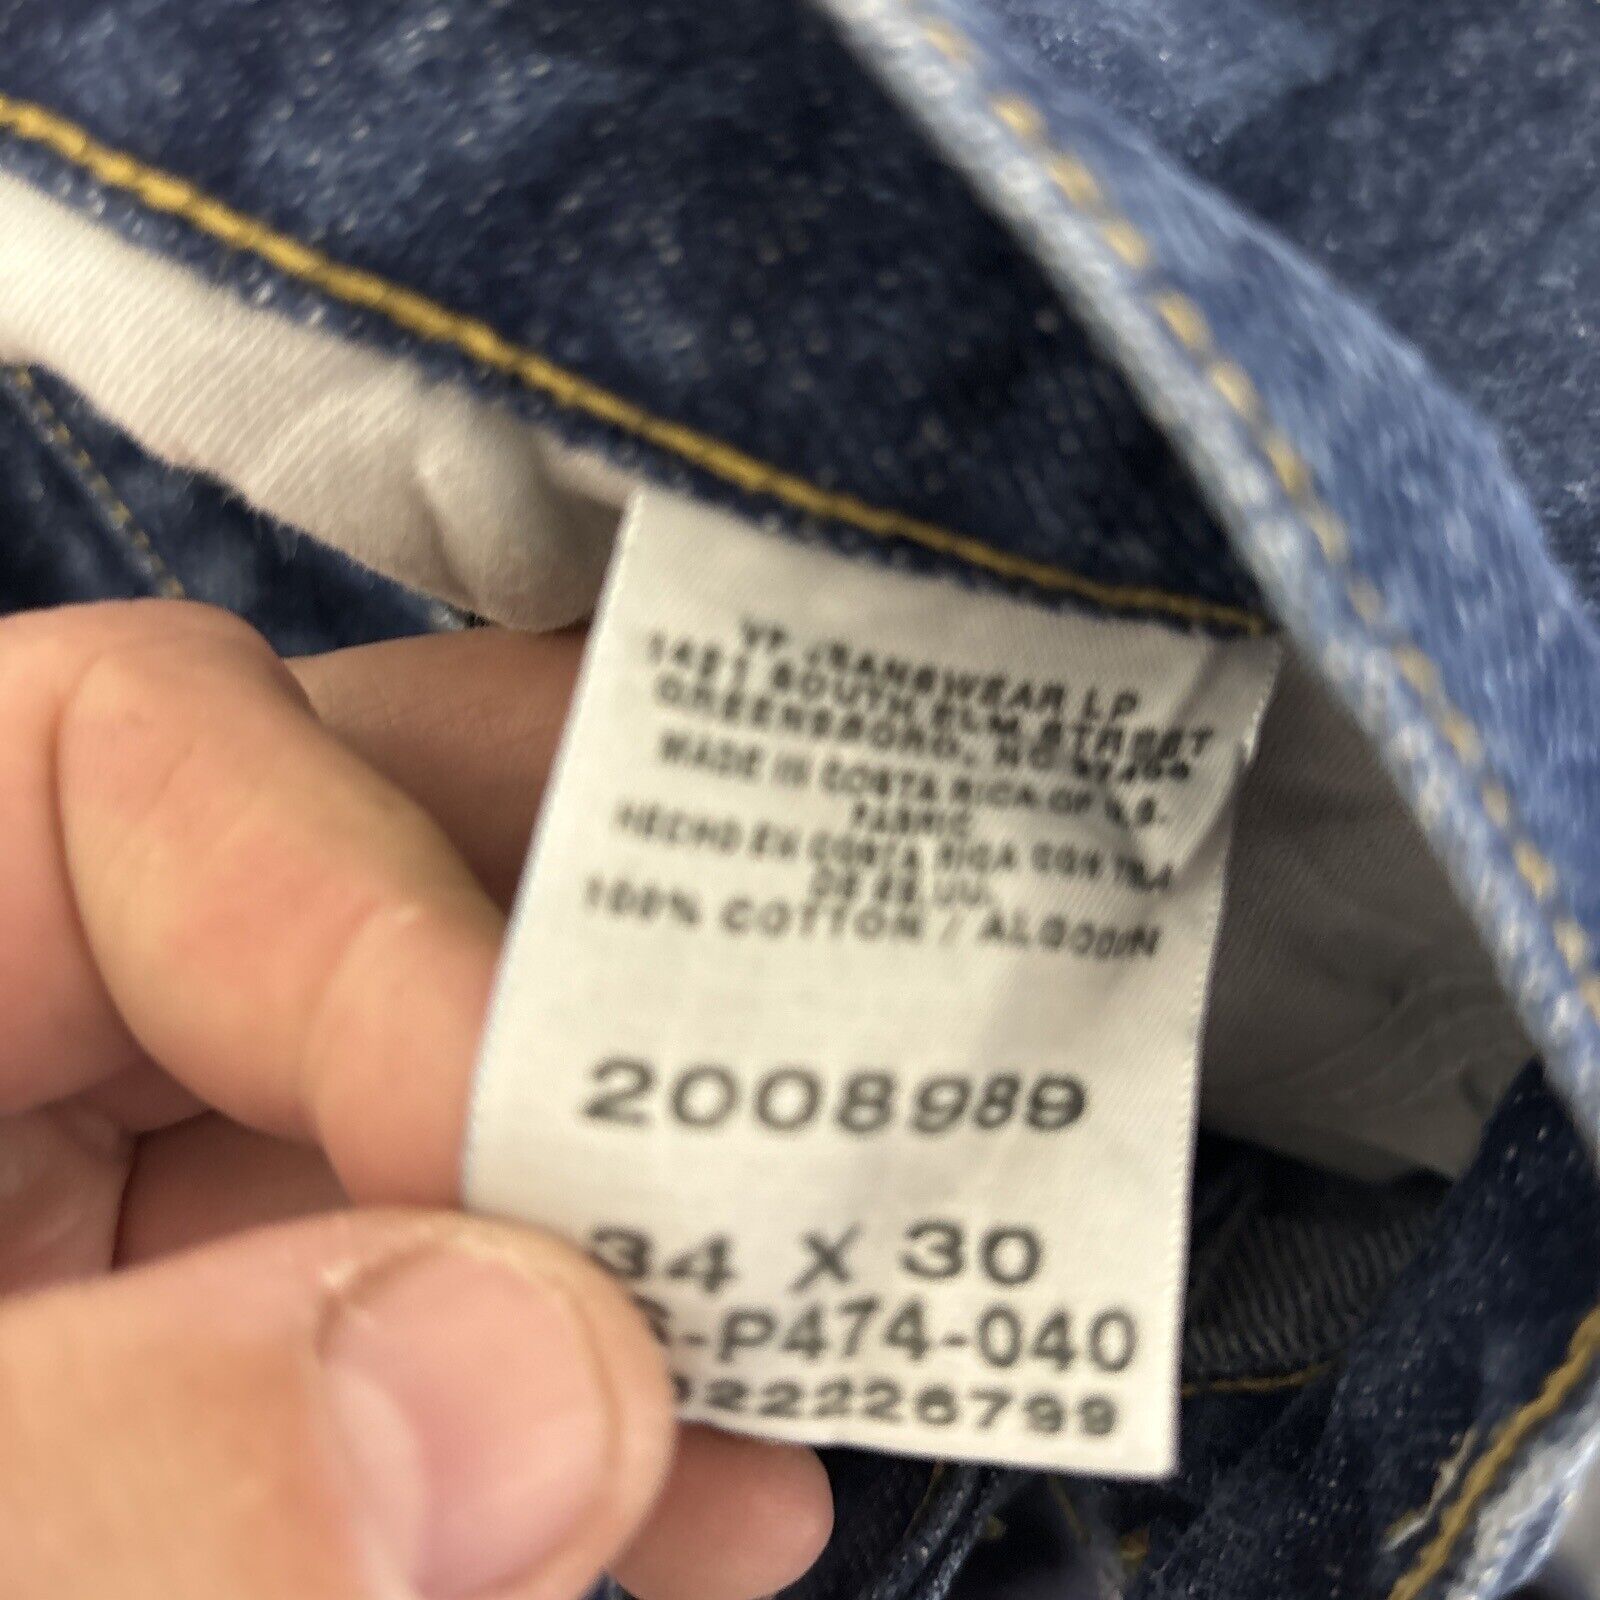 VF JEANSWEAR LP
1421 SOUTH ELM STREET
GREENSBORO, NC
MADE IN COSTA RICA OF U.S.
FABRIC
HECHO EN COSTA RICA CON TELA
DE EE.UU.
100% COTTON / ALGODON
2008989
34 X 30
-P474-040
22226799